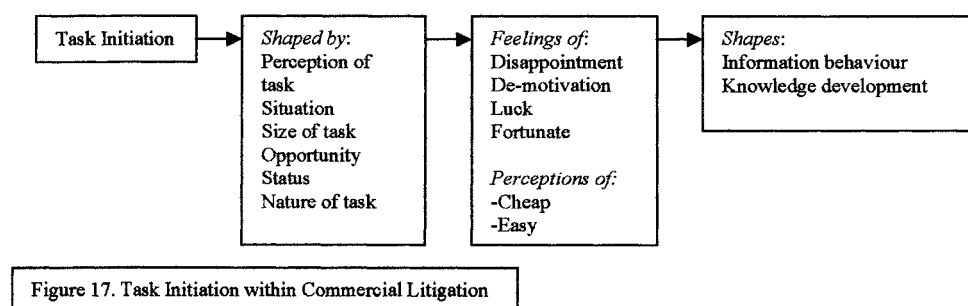 Task Initiation
Shaped by:
Perception of
task
Situation
Size of task
Opportunity
Status
Nature of task
Feelings of:
Disappointment
De-motivation
Luck
Fortunate
Perceptions of:
-Cheap
-Easy
Shapes:
Information behaviour
Knowledge development
Figure 17. Task Initiation within Commercial Litigation